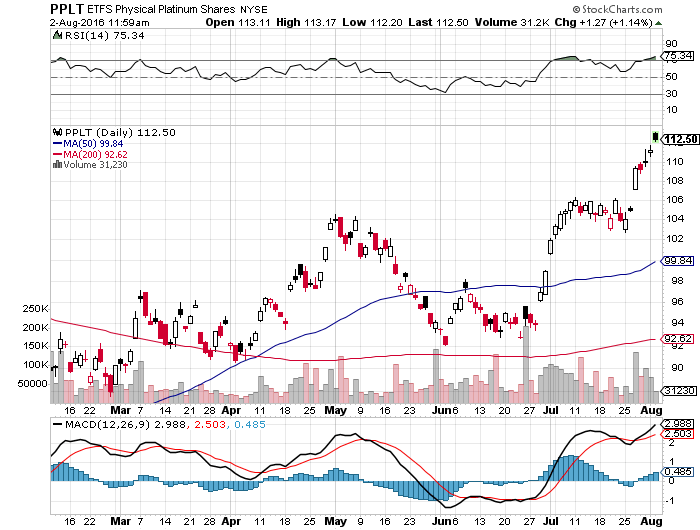 PPLT ETFS Physical Platinum Shares NYSE © StockCharts.com
2-Aug-2016 11:59am Open 113.11 High 113.17 Low 112.20 Last 112.50 Volume 31.2K Chg +1.27 (+1.14%)
RSI(14) 75.34
90
75.34
70
50
30
10
PPLT (Daily) 112.50
MA(50) 99.84
MA(200) 92.62
Volume 31,230
112.50
110
108
106
104
102
99.84
98
96
94
92.62
92
90
31230
250K
200K
150K
100K
50000
16 22 Mar 7 14 21 28 Apr 11 18 25 May 9 16 23 Jun 6 13 20 27 Jul 11 18 25 Aug
MACD(12,26,9) 2.988, 2.503, 0.485
2.988
2.503
2
1
0.485
0
-1
16 22 Mar 7 14 21 28 Apr 11 18 25 May 9 16 23 Jun 6 13 20 27 Jul 11 18 25 Aug